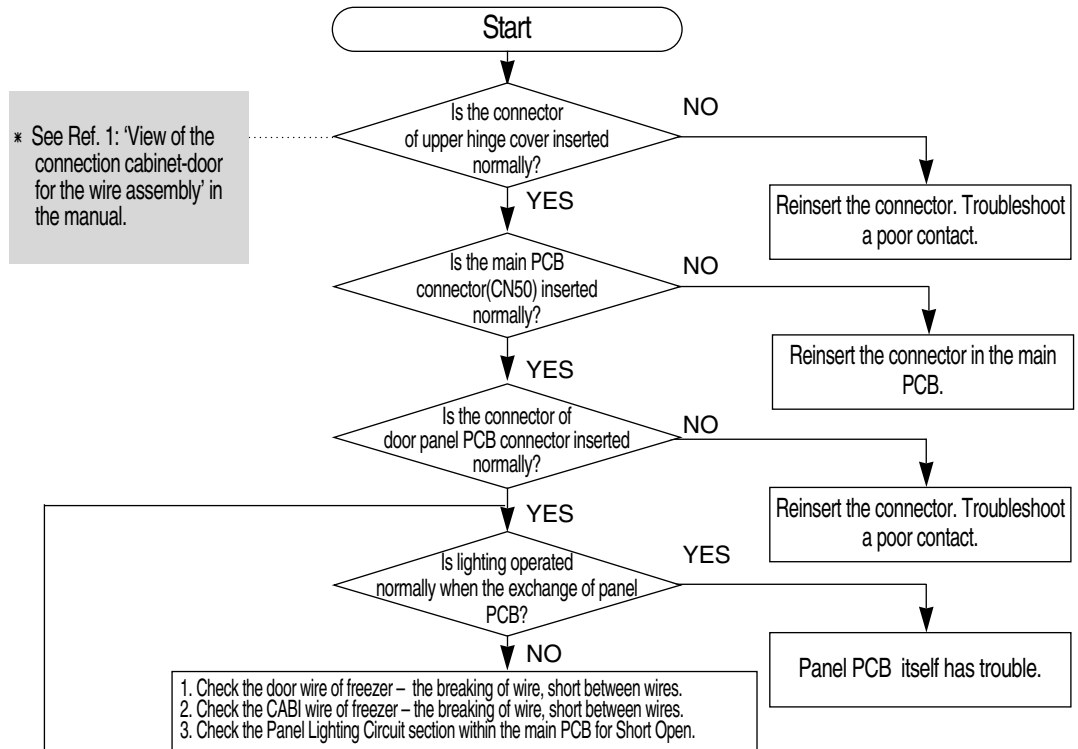 Start
Is the connector
of upper hinge cover inserted
normally?
NO
* See Ref. 1: 'View of the
connection cabinet-door
for the wire assembly' in
the manual.
YES
Reinsert the connector. Troubleshoot
a poor contact.
Is the main PCB
connector(CN50) inserted
normally?
NO
YES
Reinsert the connector in the main
PCB.
Is the connector of
door panel PCB connector inserted
normally?
NO
YES
Reinsert the connector. Troubleshoot
a poor contact.
Is lighting operated
normally when the exchange of panel
PCB?
YES
NO
Panel PCB itself has trouble.
1. Check the door wire of freezer – the breaking of wire, short between wires.
2. Check the CABI wire of freezer – the breaking of wire, short between wires.
3. Check the Panel Lighting Circuit section within the main PCB for Short Open.